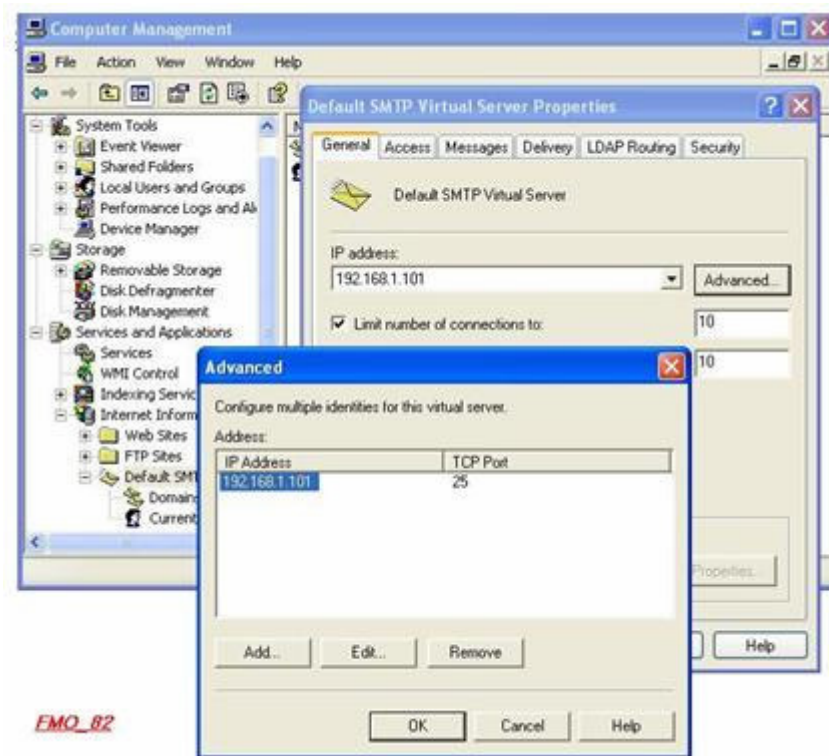 Computer Management
File Action View Window Help
Default SMTP Virtual Server Properties
System Tools
Event Viewer
Shared Folders
Local Users and Groups
Performance Logs and Al
Device Manager
Storage
Removable Storage
Disk Defragmenter
Disk Management
Services and Applications
Services
WMI Control
Indexing Servic
Internet Inform
Web Sites
FTP Sites
Default SMT
Domain
Current
General Access Messages Delivery LDAP Routing Security
Default SMTP Virtual Server
IP address:
192.168.1.101 Advanced...
Limit number of connections to: 10
10
Properties...
Help
Advanced
Configure multiple identities for this virtual server.
Address:
IP Address TCP Port
192.168.1.101 25
Add... Edit... Remove
OK Cancel Help
FMO_82